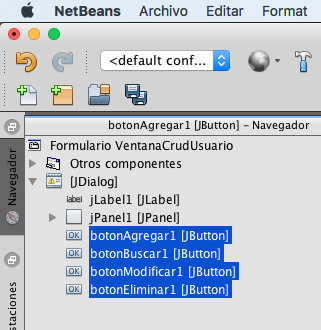 NetBeans Archivo Editar Format
<default conf...
botonAgregar1 [JButton] - Navegador
Navegador
Formulario VentanaCrudUsuario
Otros componentes
[JDialog]
label jLabel1 [JLabel]
jPanel1 [JPanel]
OK botonAgregar1 [JButton]
OK botonBuscar1 [JButton]
OK botonModificar1 [JButton]
OK botonEliminar1 [JButton]
staciones